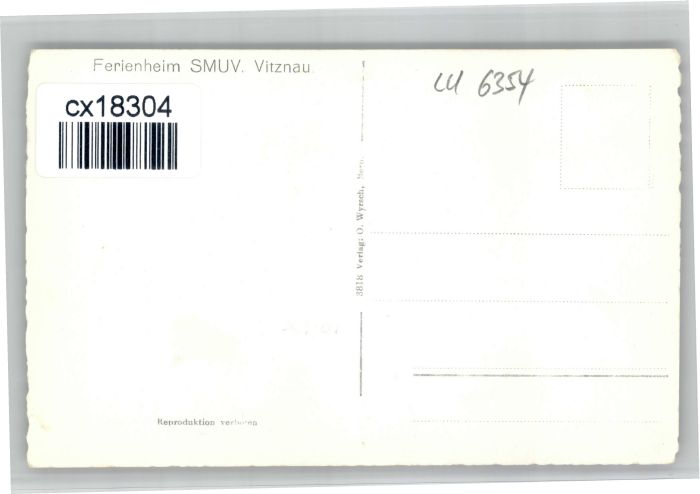 Ferienheim SMUV. Vitznau
cx18304
LU 6354
3818 Verlag: O. Wyrsch, Bern.
Reproduktion verboten